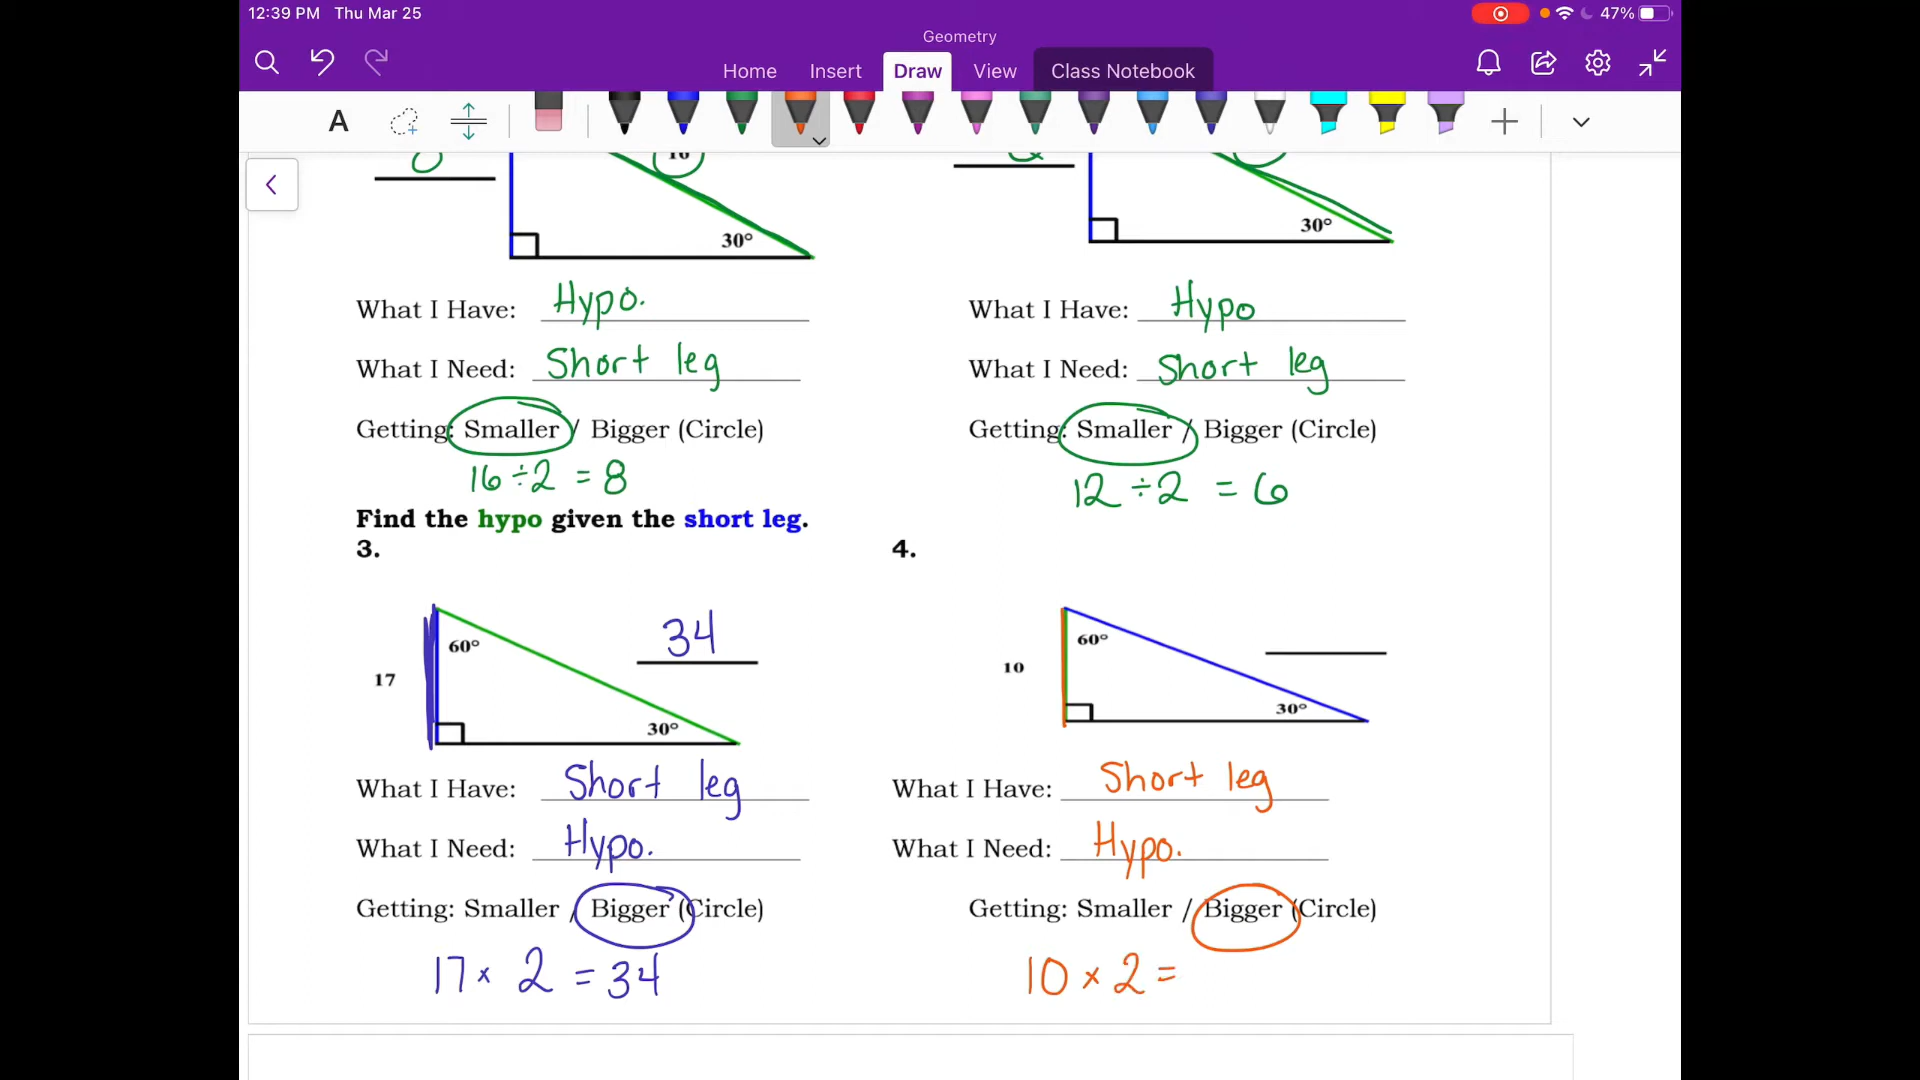 12:39 PM Thu Mar 25
47%
Geometry
Home Insert Draw View Class Notebook
A
8
16
30°
30°
What I Have: Hypo.
What I Need: Short leg
Getting: Smaller / Bigger (Circle)
16 ÷ 2 = 8
What I Have: Hypo
What I Need: Short leg
Getting: Smaller / Bigger (Circle)
12 ÷ 2 = 6
Find the hypo given the short leg.
3.
60°
34
17
30°
What I Have: Short leg
What I Need: Hypo.
Getting: Smaller / Bigger (Circle)
17 × 2 = 34
4.
60°
10
30°
What I Have: Short leg
What I Need: Hypo.
Getting: Smaller / Bigger (Circle)
10 × 2 =